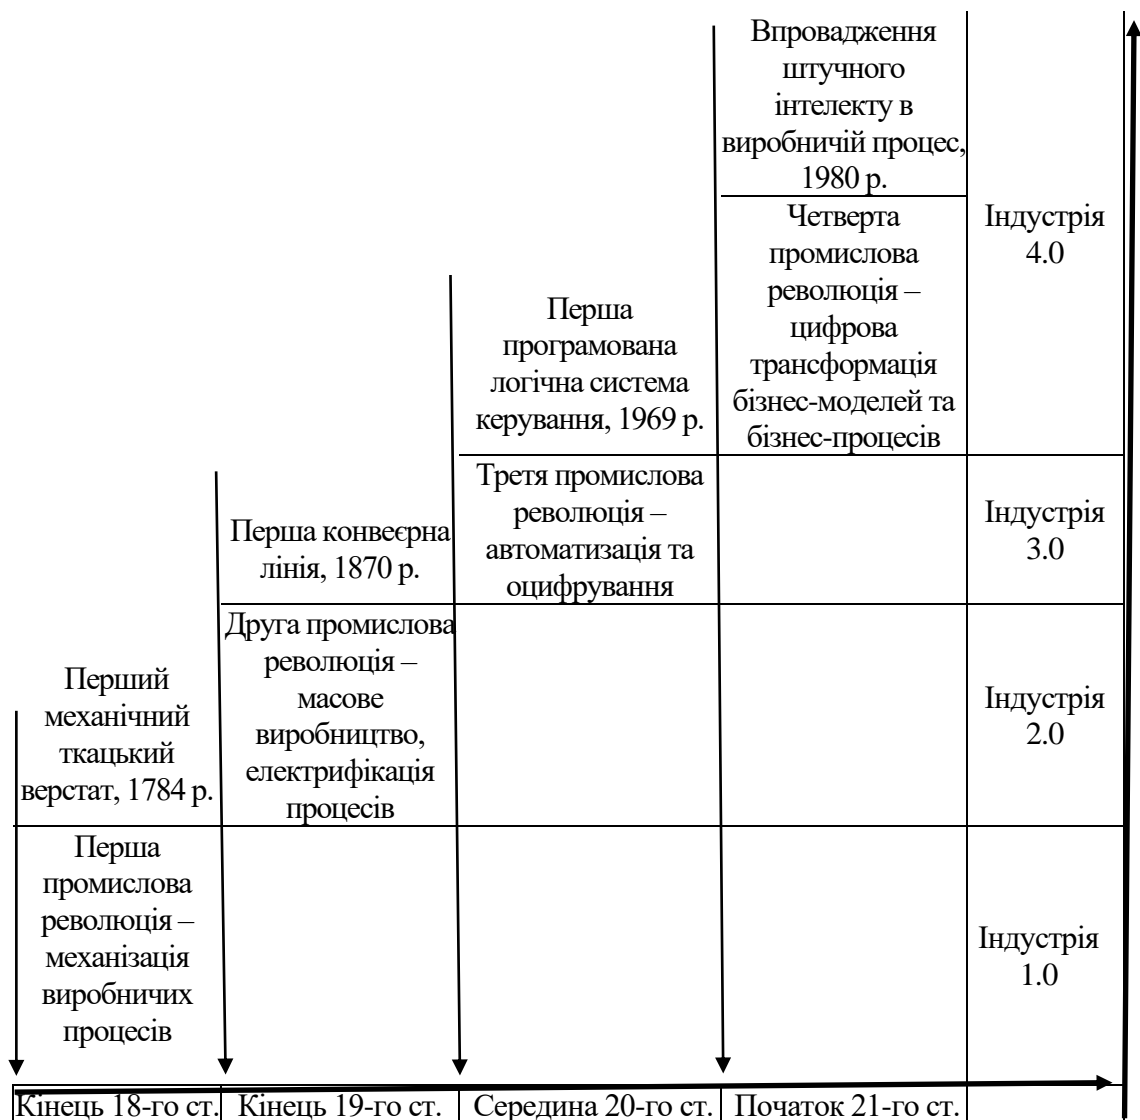 Впровадження
штучного
інтелекту в
виробничій процес,
1980 р.
Четверта
промислова
революція –
цифрова
трансформація
бізнес-моделей та
бізнес-процесів
Індустрія
4.0
Перша
програмована
логічна система
керування, 1969 р.
Третя промислова
революція –
автоматизація та
оцифрування
Індустрія
3.0
Перша конвеєрна
лінія, 1870 р.
Друга промислова
революція –
масове
виробництво,
електрифікація
процесів
Індустрія
2.0
Перший
механічний
ткацький
верстат, 1784 р.
Перша
промислова
революція –
механізація
виробничих
процесів
Індустрія
1.0
Кінець 18-го ст.
Кінець 19-го ст.
Середина 20-го ст.
Початок 21-го ст.